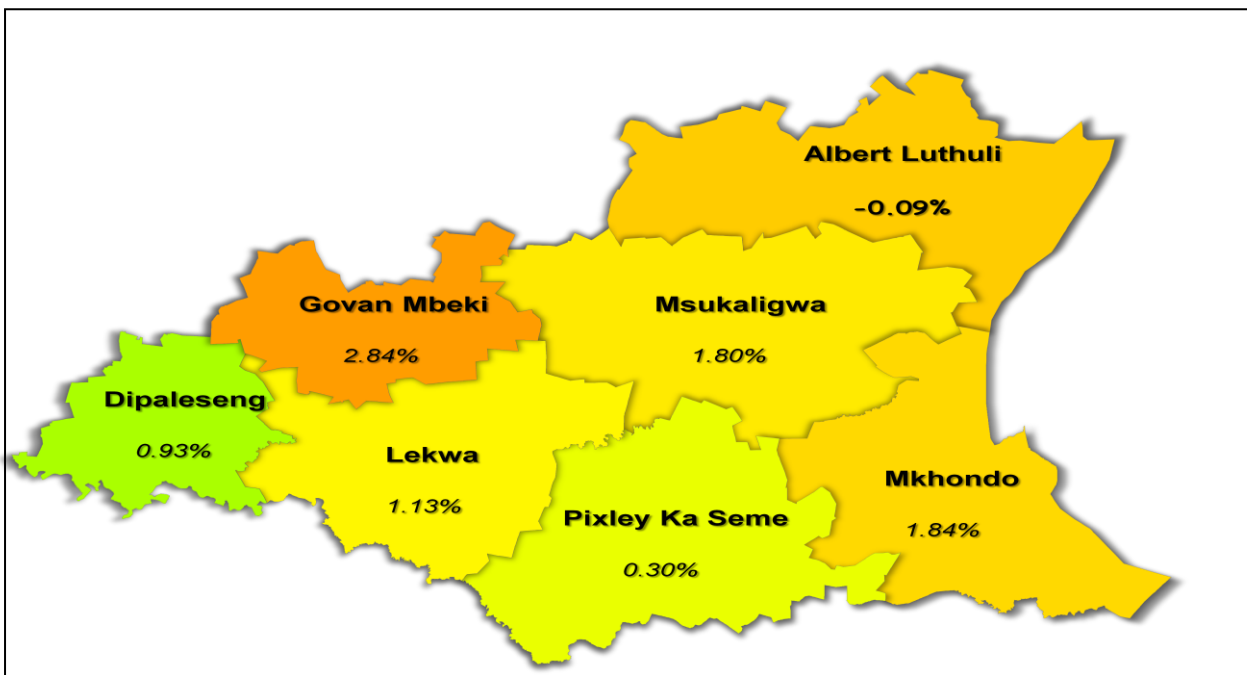 Albert Luthuli
-0.09%
Govan Mbeki
2.84%
Msukaligwa
1.80%
Dipaleseng
0.93%
Lekwa
1.13%
Pixley Ka Seme
0.30%
Mkhondo
1.84%